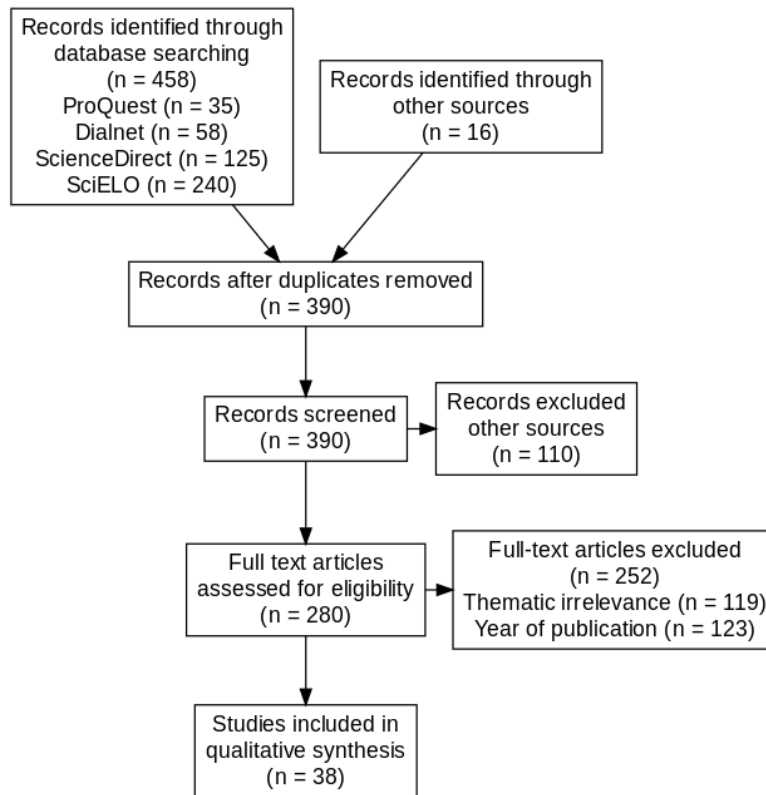 Records identified through
database searching
(n = 458)
ProQuest (n = 35)
Dialnet (n = 58)
ScienceDirect (n = 125)
SciELO (n = 240)
Records identified through
other sources
(n = 16)
Records after duplicates removed
(n = 390)
Records screened
(n = 390)
Records excluded
other sources
(n = 110)
Full text articles
assessed for eligibility
(n = 280)
Full-text articles excluded
(n = 252)
Thematic irrelevance (n = 119)
Year of publication (n = 123)
Studies included in
qualitative synthesis
(n = 38)